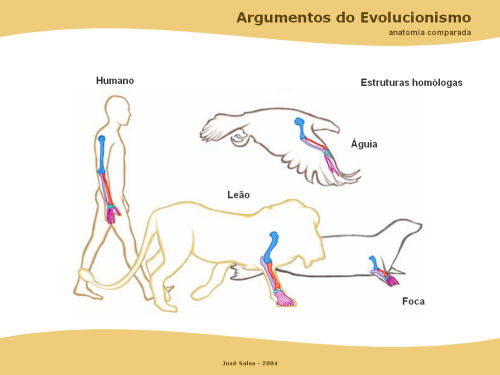 Argumentos do Evolucionismo
anatomia comparada
Humano
Estruturas homólogas
Águia
Leão
Foca
José Salsa - 2004